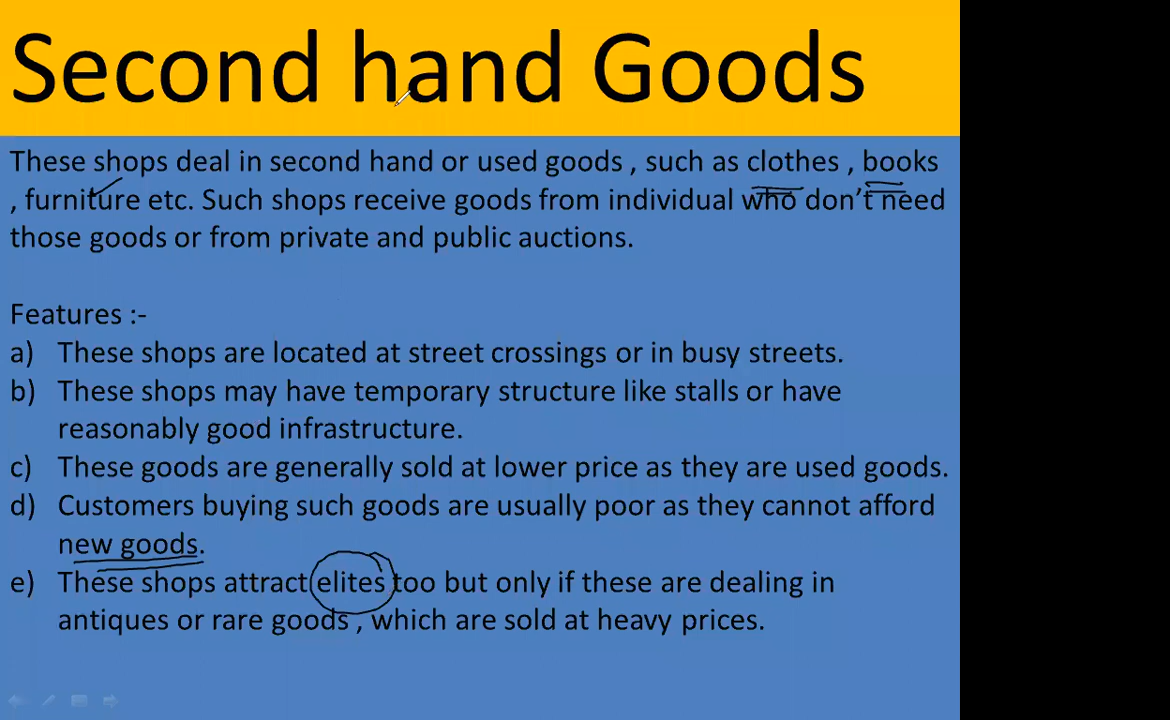 Second hand Goods
These shops deal in second hand or used goods , such as clothes , books
, furniture etc. Such shops receive goods from individual who don’t need
those goods or from private and public auctions.
Features :-
a) These shops are located at street crossings or in busy streets.
b) These shops may have temporary structure like stalls or have
reasonably good infrastructure.
c) These goods are generally sold at lower price as they are used goods.
d) Customers buying such goods are usually poor as they cannot afford
new goods.
e) These shops attract elites too but only if these are dealing in
antiques or rare goods , which are sold at heavy prices.